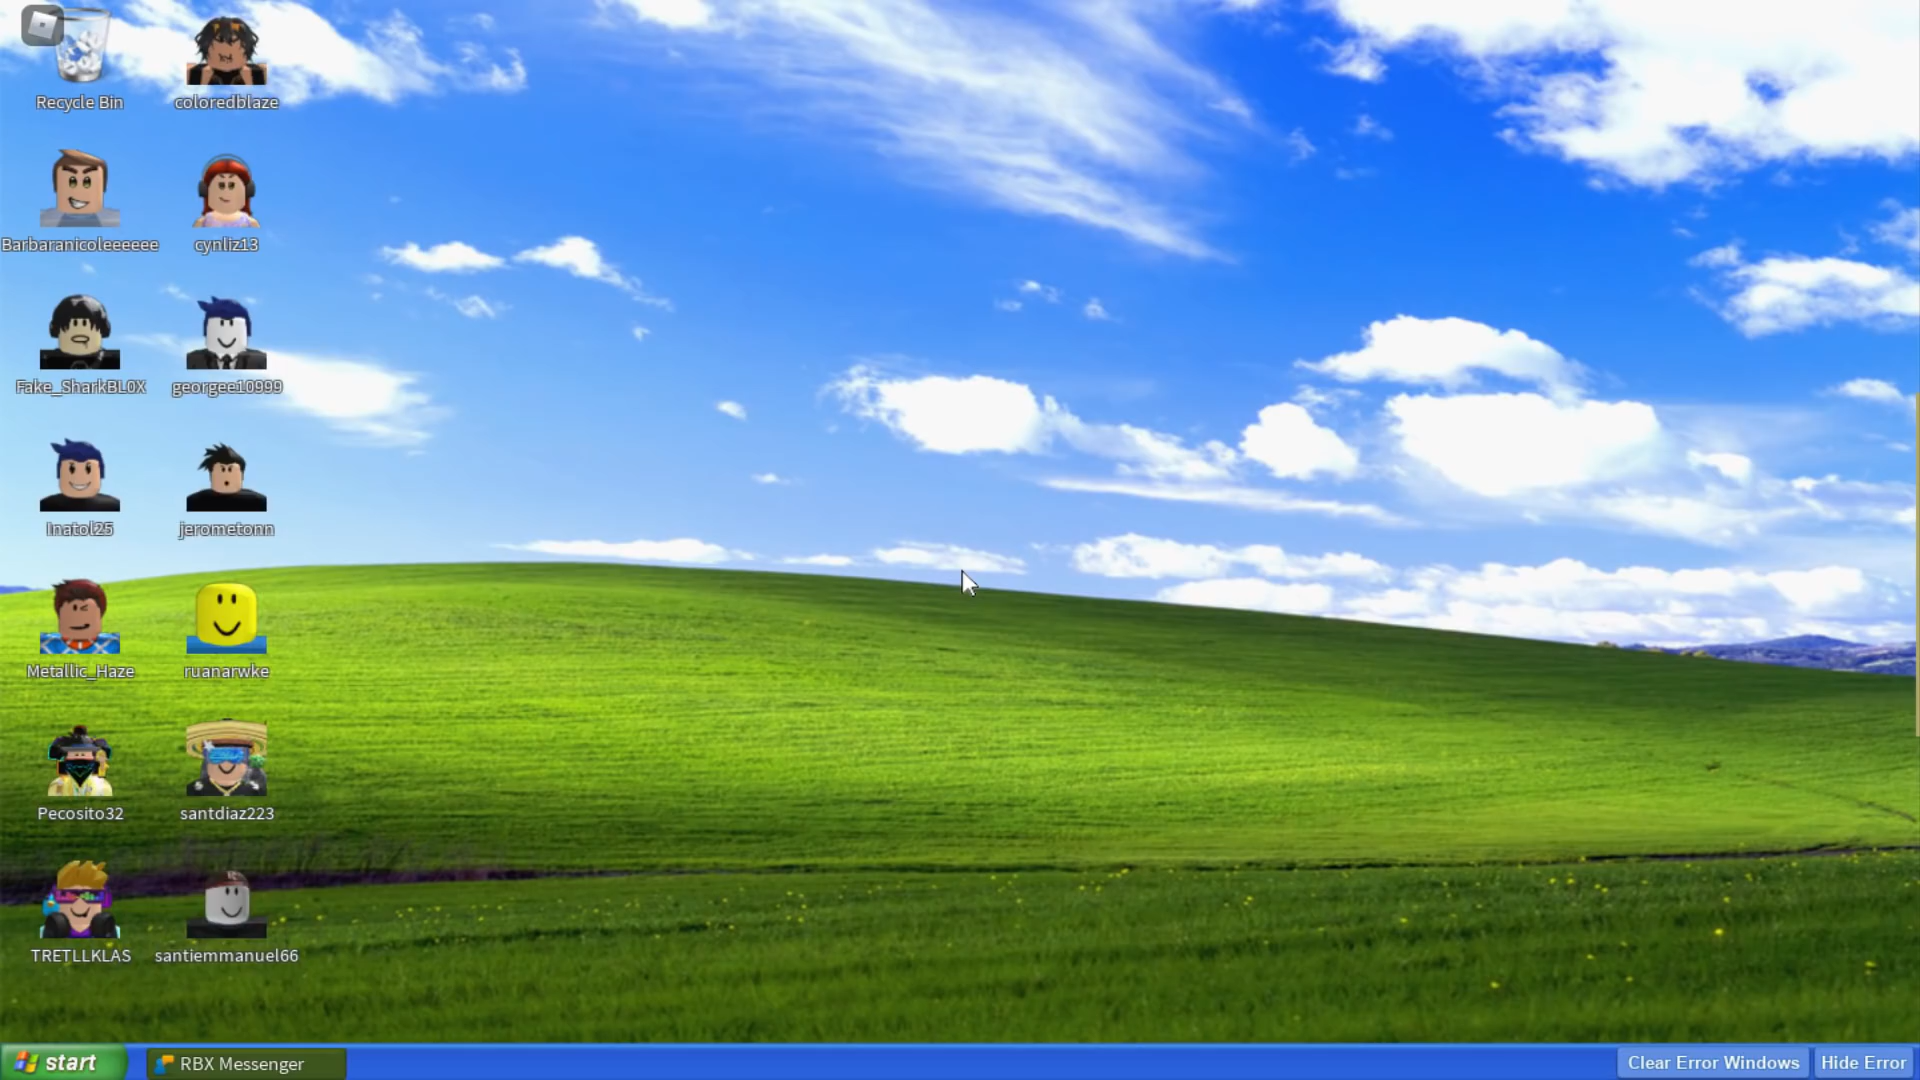 Recycle Bin
coloredblaze
Barbaranicoleeeeee
cynliz13
Fake_SharkBL0X
georgee10999
Inatol25
jerometonn
Metallic_Haze
ruanarwke
Pecosito32
santdiaz223
TRETLLKLAS
santiemmanuel66
start
RBX Messenger
Clear Error Windows
Hide Error